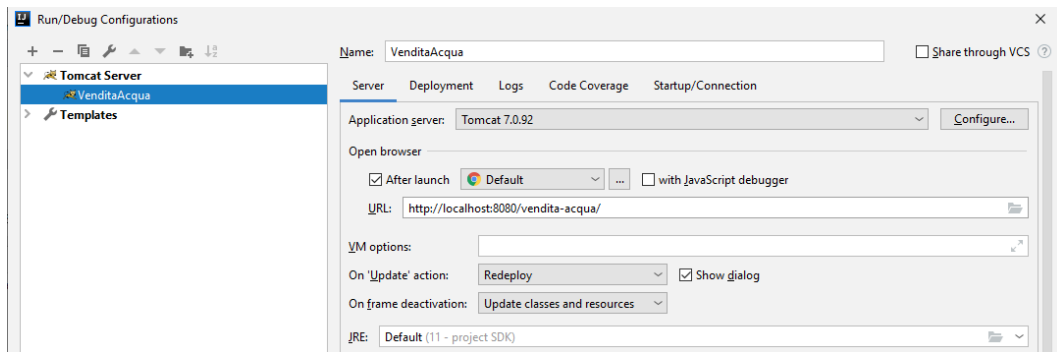 Run/Debug Configurations
Name: VenditaAcqua
Share through VCS ?
Tomcat Server
VenditaAcqua
Templates
Server Deployment Logs Code Coverage Startup/Connection
Application server: Tomcat 7.0.92 Configure...
Open browser
After launch Default ... with JavaScript debugger
URL: http://localhost:8080/vendita-acqua/
VM options:
On 'Update' action: Redeploy Show dialog
On frame deactivation: Update classes and resources
JRE: Default (11 - project SDK)